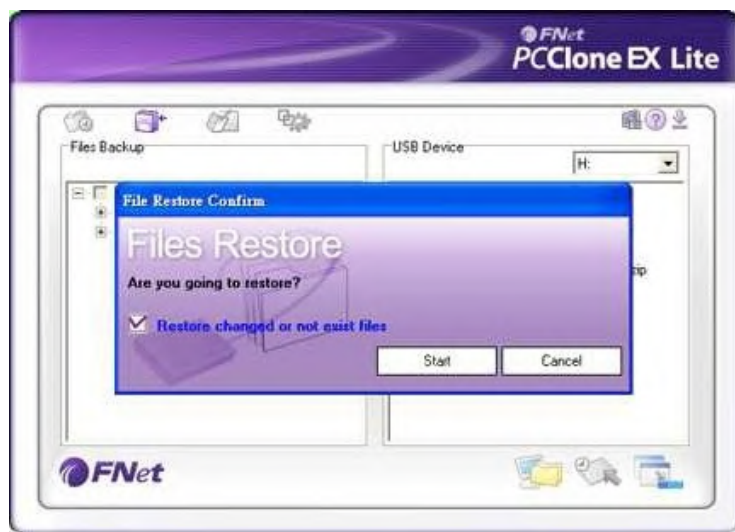 FNet
PCClone EX Lite
Files Backup
USB Device
H:
File Restore Confirm
Files Restore
Are you going to restore?
Restore changed or not exist files
Start
Cancel
zip
FNet